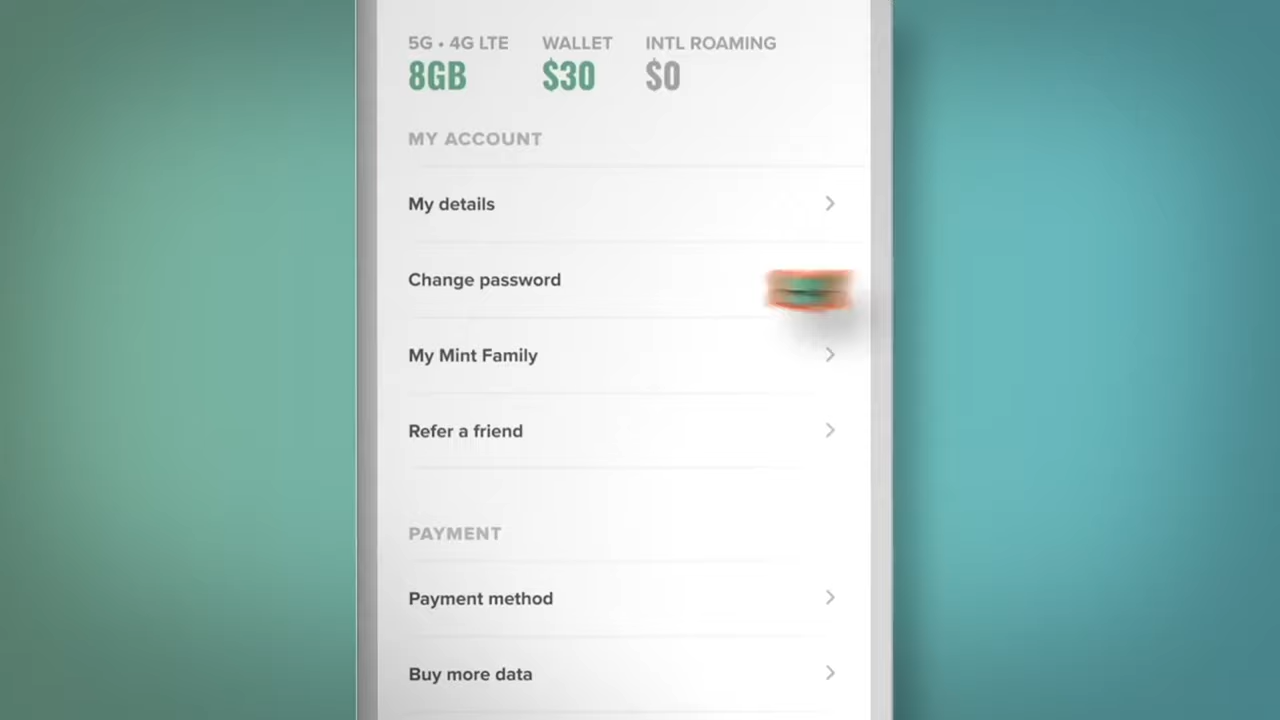 5G • 4G LTE WALLET INTL ROAMING
8GB $30 $0
MY ACCOUNT
My details
Change password
My Mint Family
Refer a friend
PAYMENT
Payment method
Buy more data